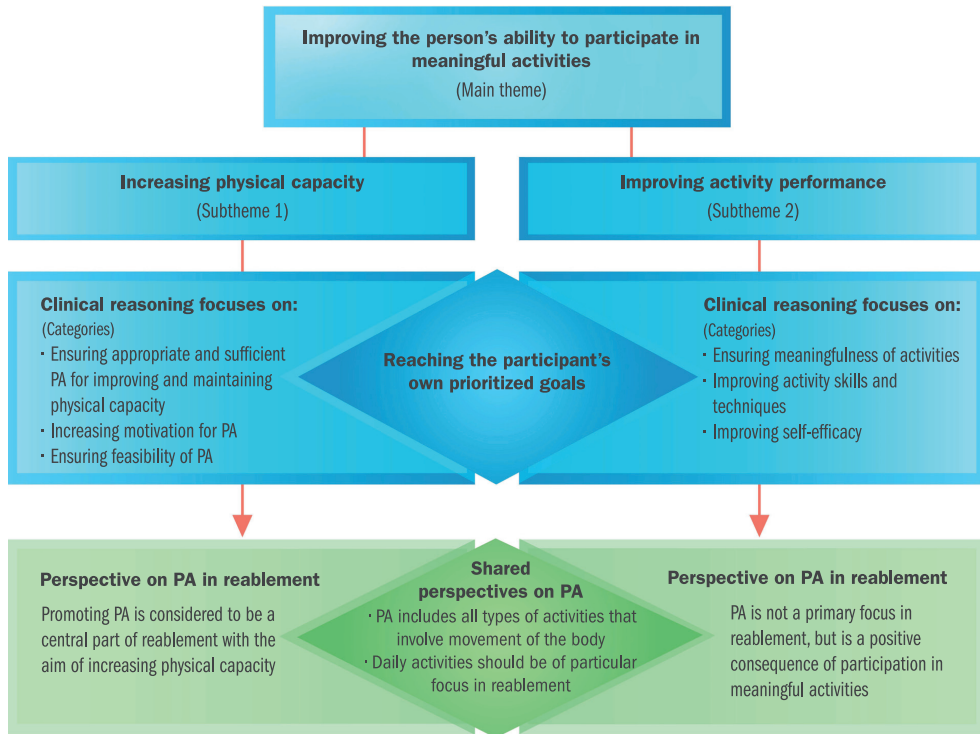 Improving the person's ability to participate in
meaningful activities
(Main theme)
Increasing physical capacity
(Subtheme 1)
Improving activity performance
(Subtheme 2)
Clinical reasoning focuses on:
(Categories)
· Ensuring appropriate and sufficient
PA for improving and maintaining
physical capacity
· Increasing motivation for PA
· Ensuring feasibility of PA
Reaching the participant's
own prioritized goals
Clinical reasoning focuses on:
(Categories)
· Ensuring meaningfulness of activities
· Improving activity skills and
techniques
· Improving self-efficacy
Perspective on PA in reablement
Promoting PA is considered to be a
central part of reablement with the
aim of increasing physical capacity
Shared
perspectives on PA
· PA includes all types of activities that
involve movement of the body
· Daily activities should be of particular
focus in reablement
Perspective on PA in reablement
PA is not a primary focus in
reablement, but is a positive
consequence of participation in
meaningful activities